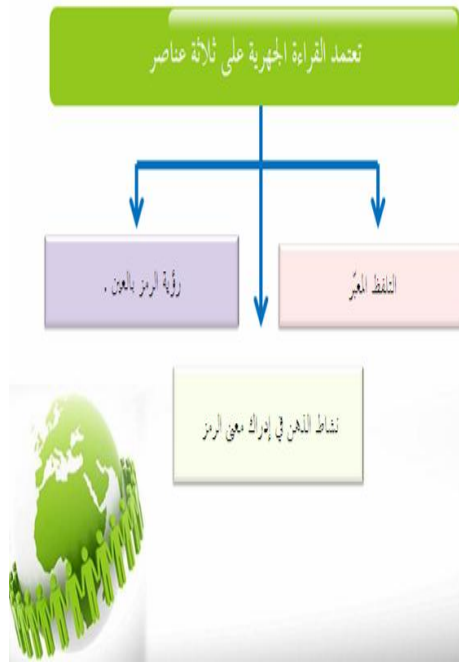 تعتمد القراءة الجهرية على ثلاثة عناصر
التلفظ المعبّر
رؤية الرمز بالعين .
نشاط الذهن في إدراك معنى الرمز